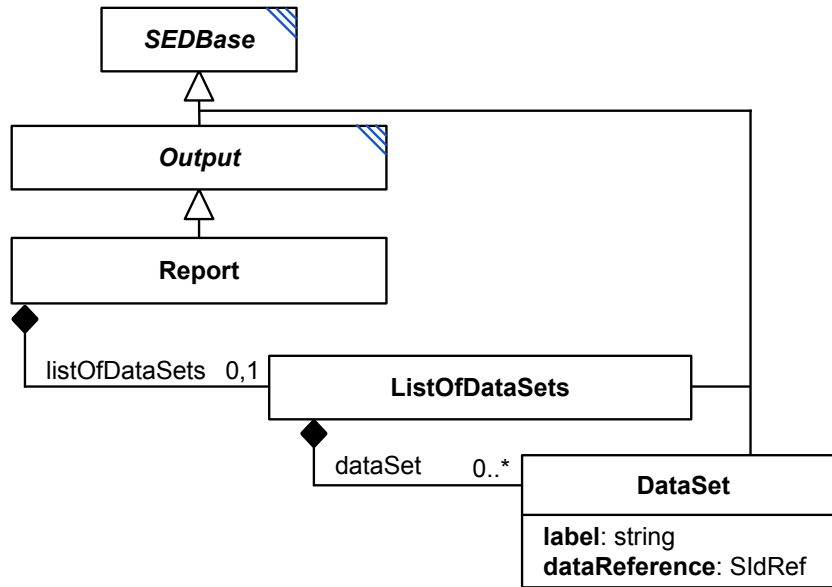 SEDBase
Output
Report
listOfDataSets 0,1
ListOfDataSets
dataSet 0..*
DataSet
label: string
dataReference: SIdRef